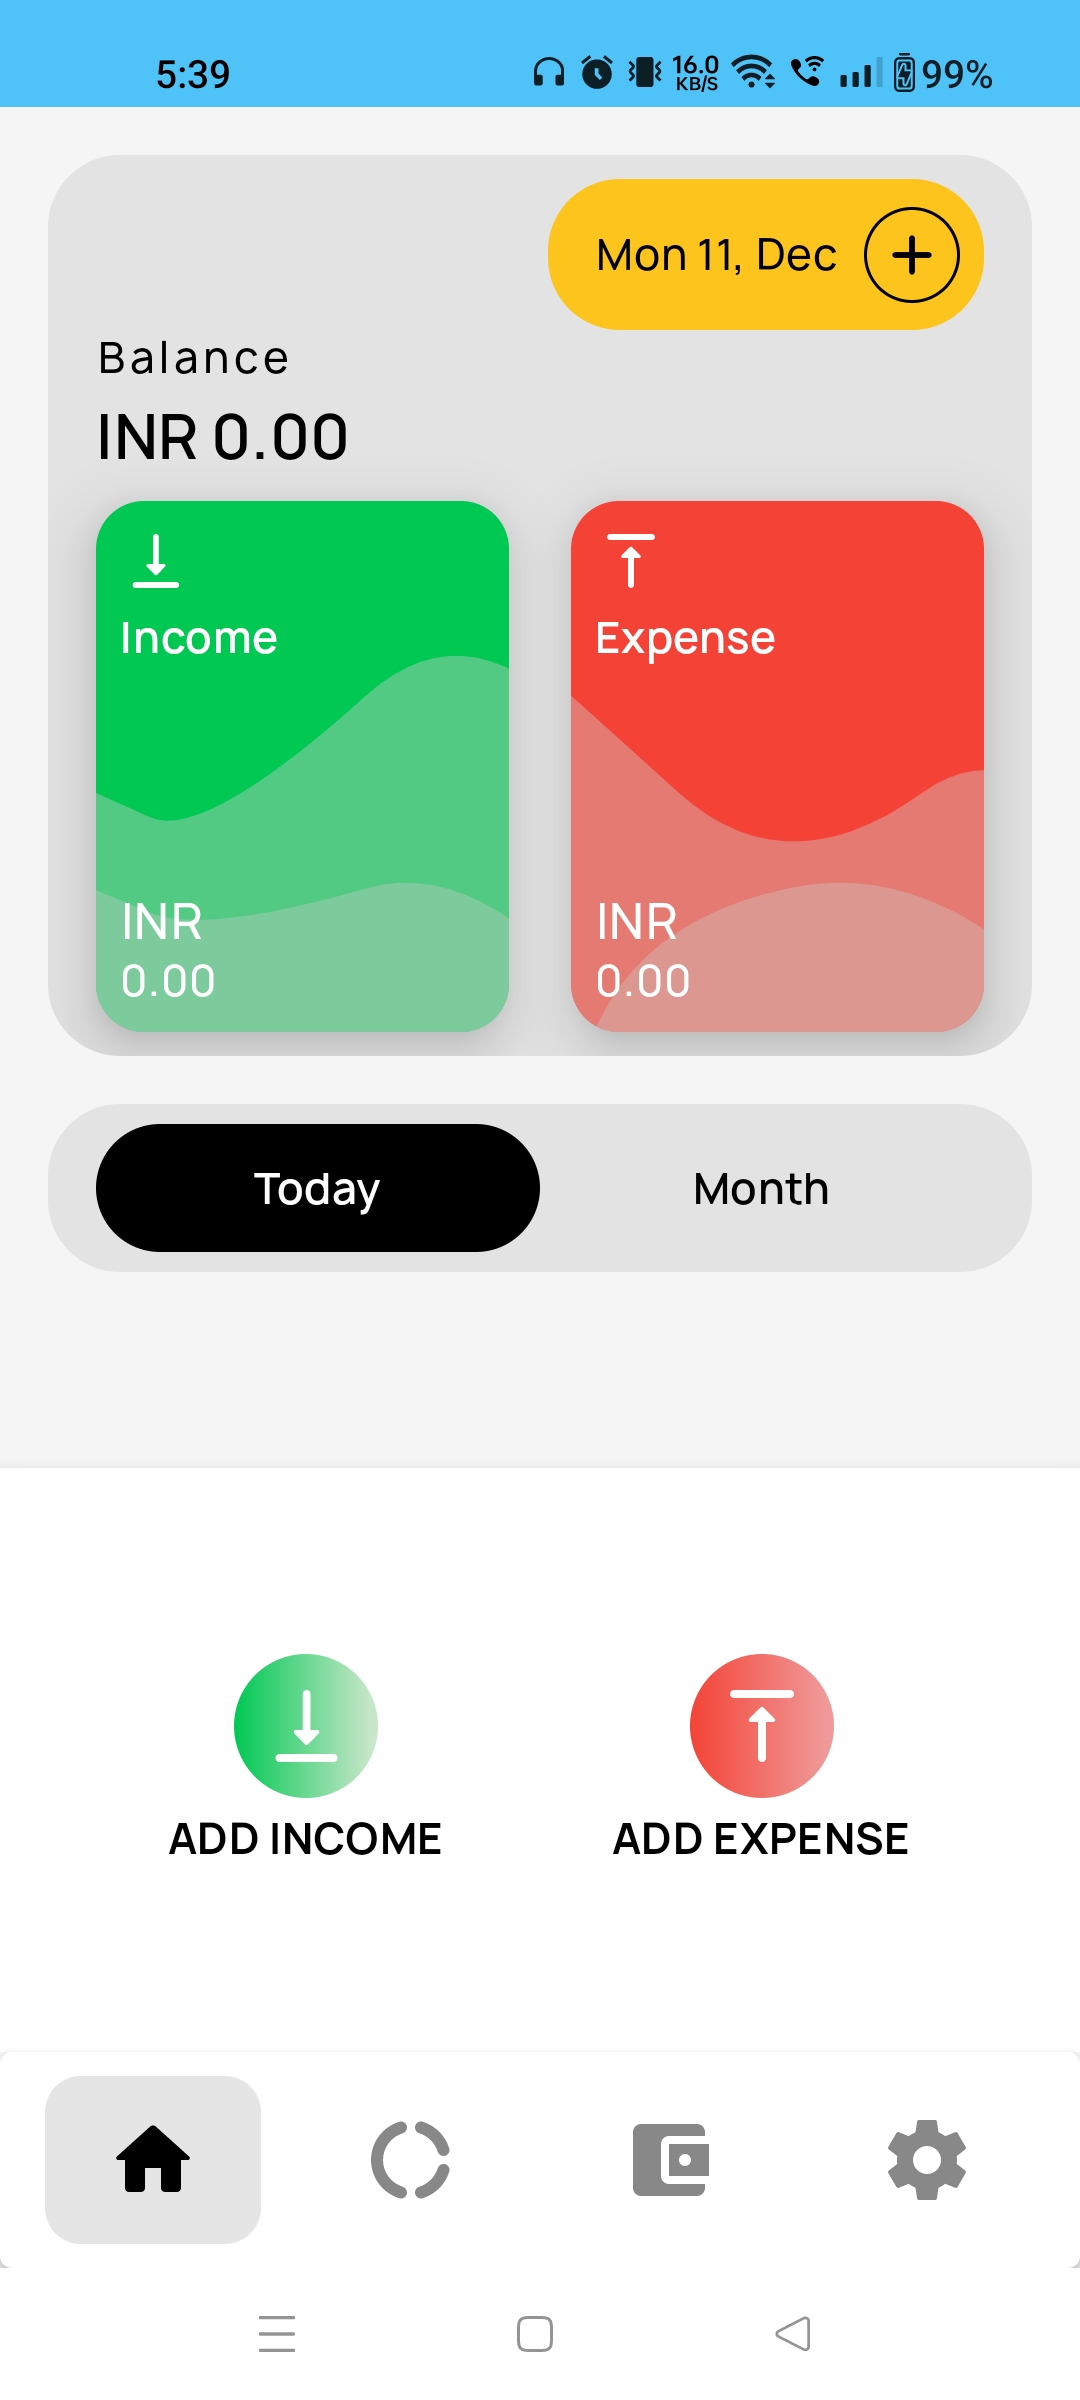 5:39
16.0
KB/S
99%
Mon 11, Dec
Balance
INR 0.00
Income
Expense
INR
0.00
INR
0.00
Today
Month
ADD INCOME
ADD EXPENSE